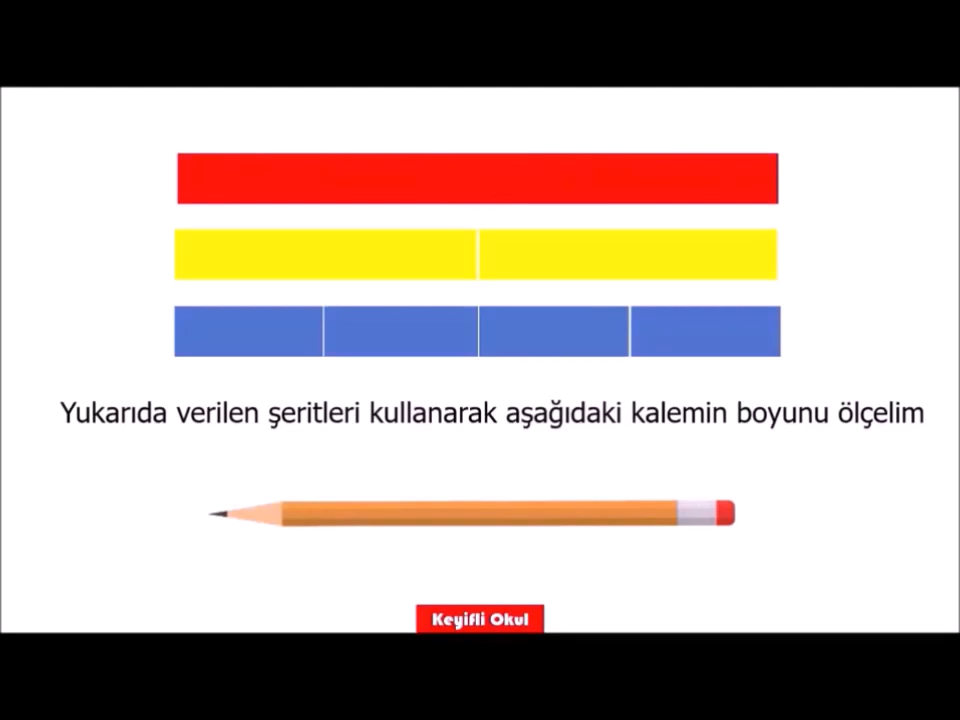 Yukarıda verilen şeritleri kullanarak aşağıdaki kalemin boyunu ölçelim
Keyifli Okul